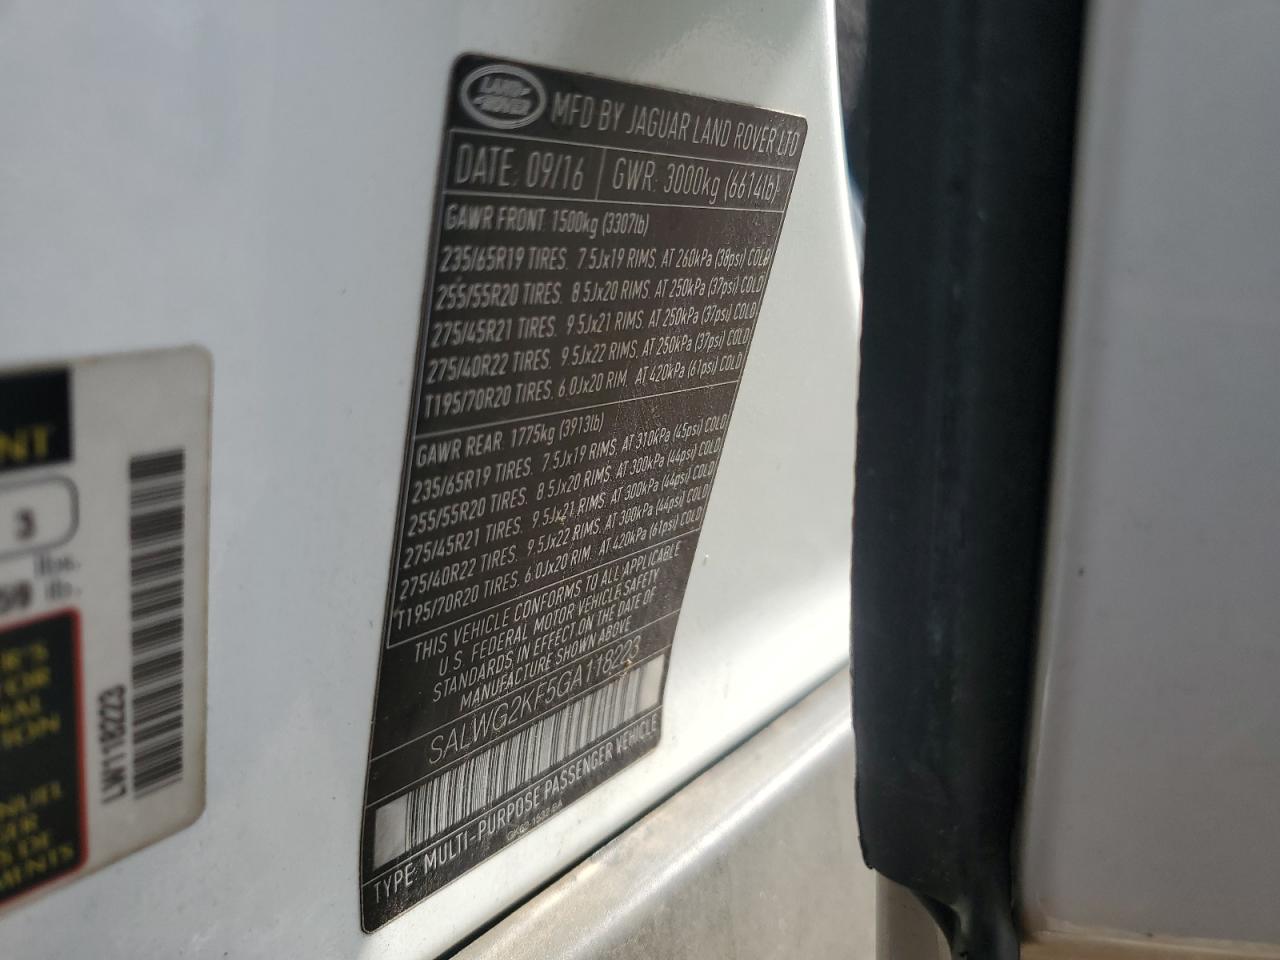 LAND
ROVER
MFD BY JAGUAR LAND ROVER LTD
DATE: 09/16 GWR: 3000kg (6614lb)
GAWR FRONT 1500kg (3307lb)
235/65R19 TIRES, 7.5Jx19 RIMS, AT 260kPa (38psi) COLD
255/55R20 TIRES, 8.5Jx20 RIMS, AT 250kPa (37psi) COLD
275/45R21 TIRES, 9.5Jx21 RIMS, AT 250kPa (37psi) COLD
275/40R22 TIRES, 9.5Jx22 RIMS, AT 250kPa (37psi) COLD
T195/70R20 TIRES, 6.0Jx20 RIM, AT 420kPa (61psi) COLD
GAWR REAR 1775kg (3913lb)
235/65R19 TIRES, 7.5Jx19 RIMS, AT 310kPa (45psi) COLD
255/55R20 TIRES, 8.5Jx20 RIMS, AT 300kPa (44psi) COLD
275/45R21 TIRES, 9.5Jx21 RIMS, AT 300kPa (44psi) COLD
275/40R22 TIRES, 9.5Jx22 RIMS, AT 300kPa (44psi) COLD
T195/70R20 TIRES, 6.0Jx20 RIM, AT 420kPa (61psi) COLD
THIS VEHICLE CONFORMS TO ALL APPLICABLE
U.S. FEDERAL MOTOR VEHICLE SAFETY
STANDARDS IN EFFECT ON THE DATE OF
MANUFACTURE SHOWN ABOVE
SALWG2KF5GA118223
TYPE: MULTI-PURPOSE PASSENGER VEHICLE
NT
3
lbs.
lb.
LW118223